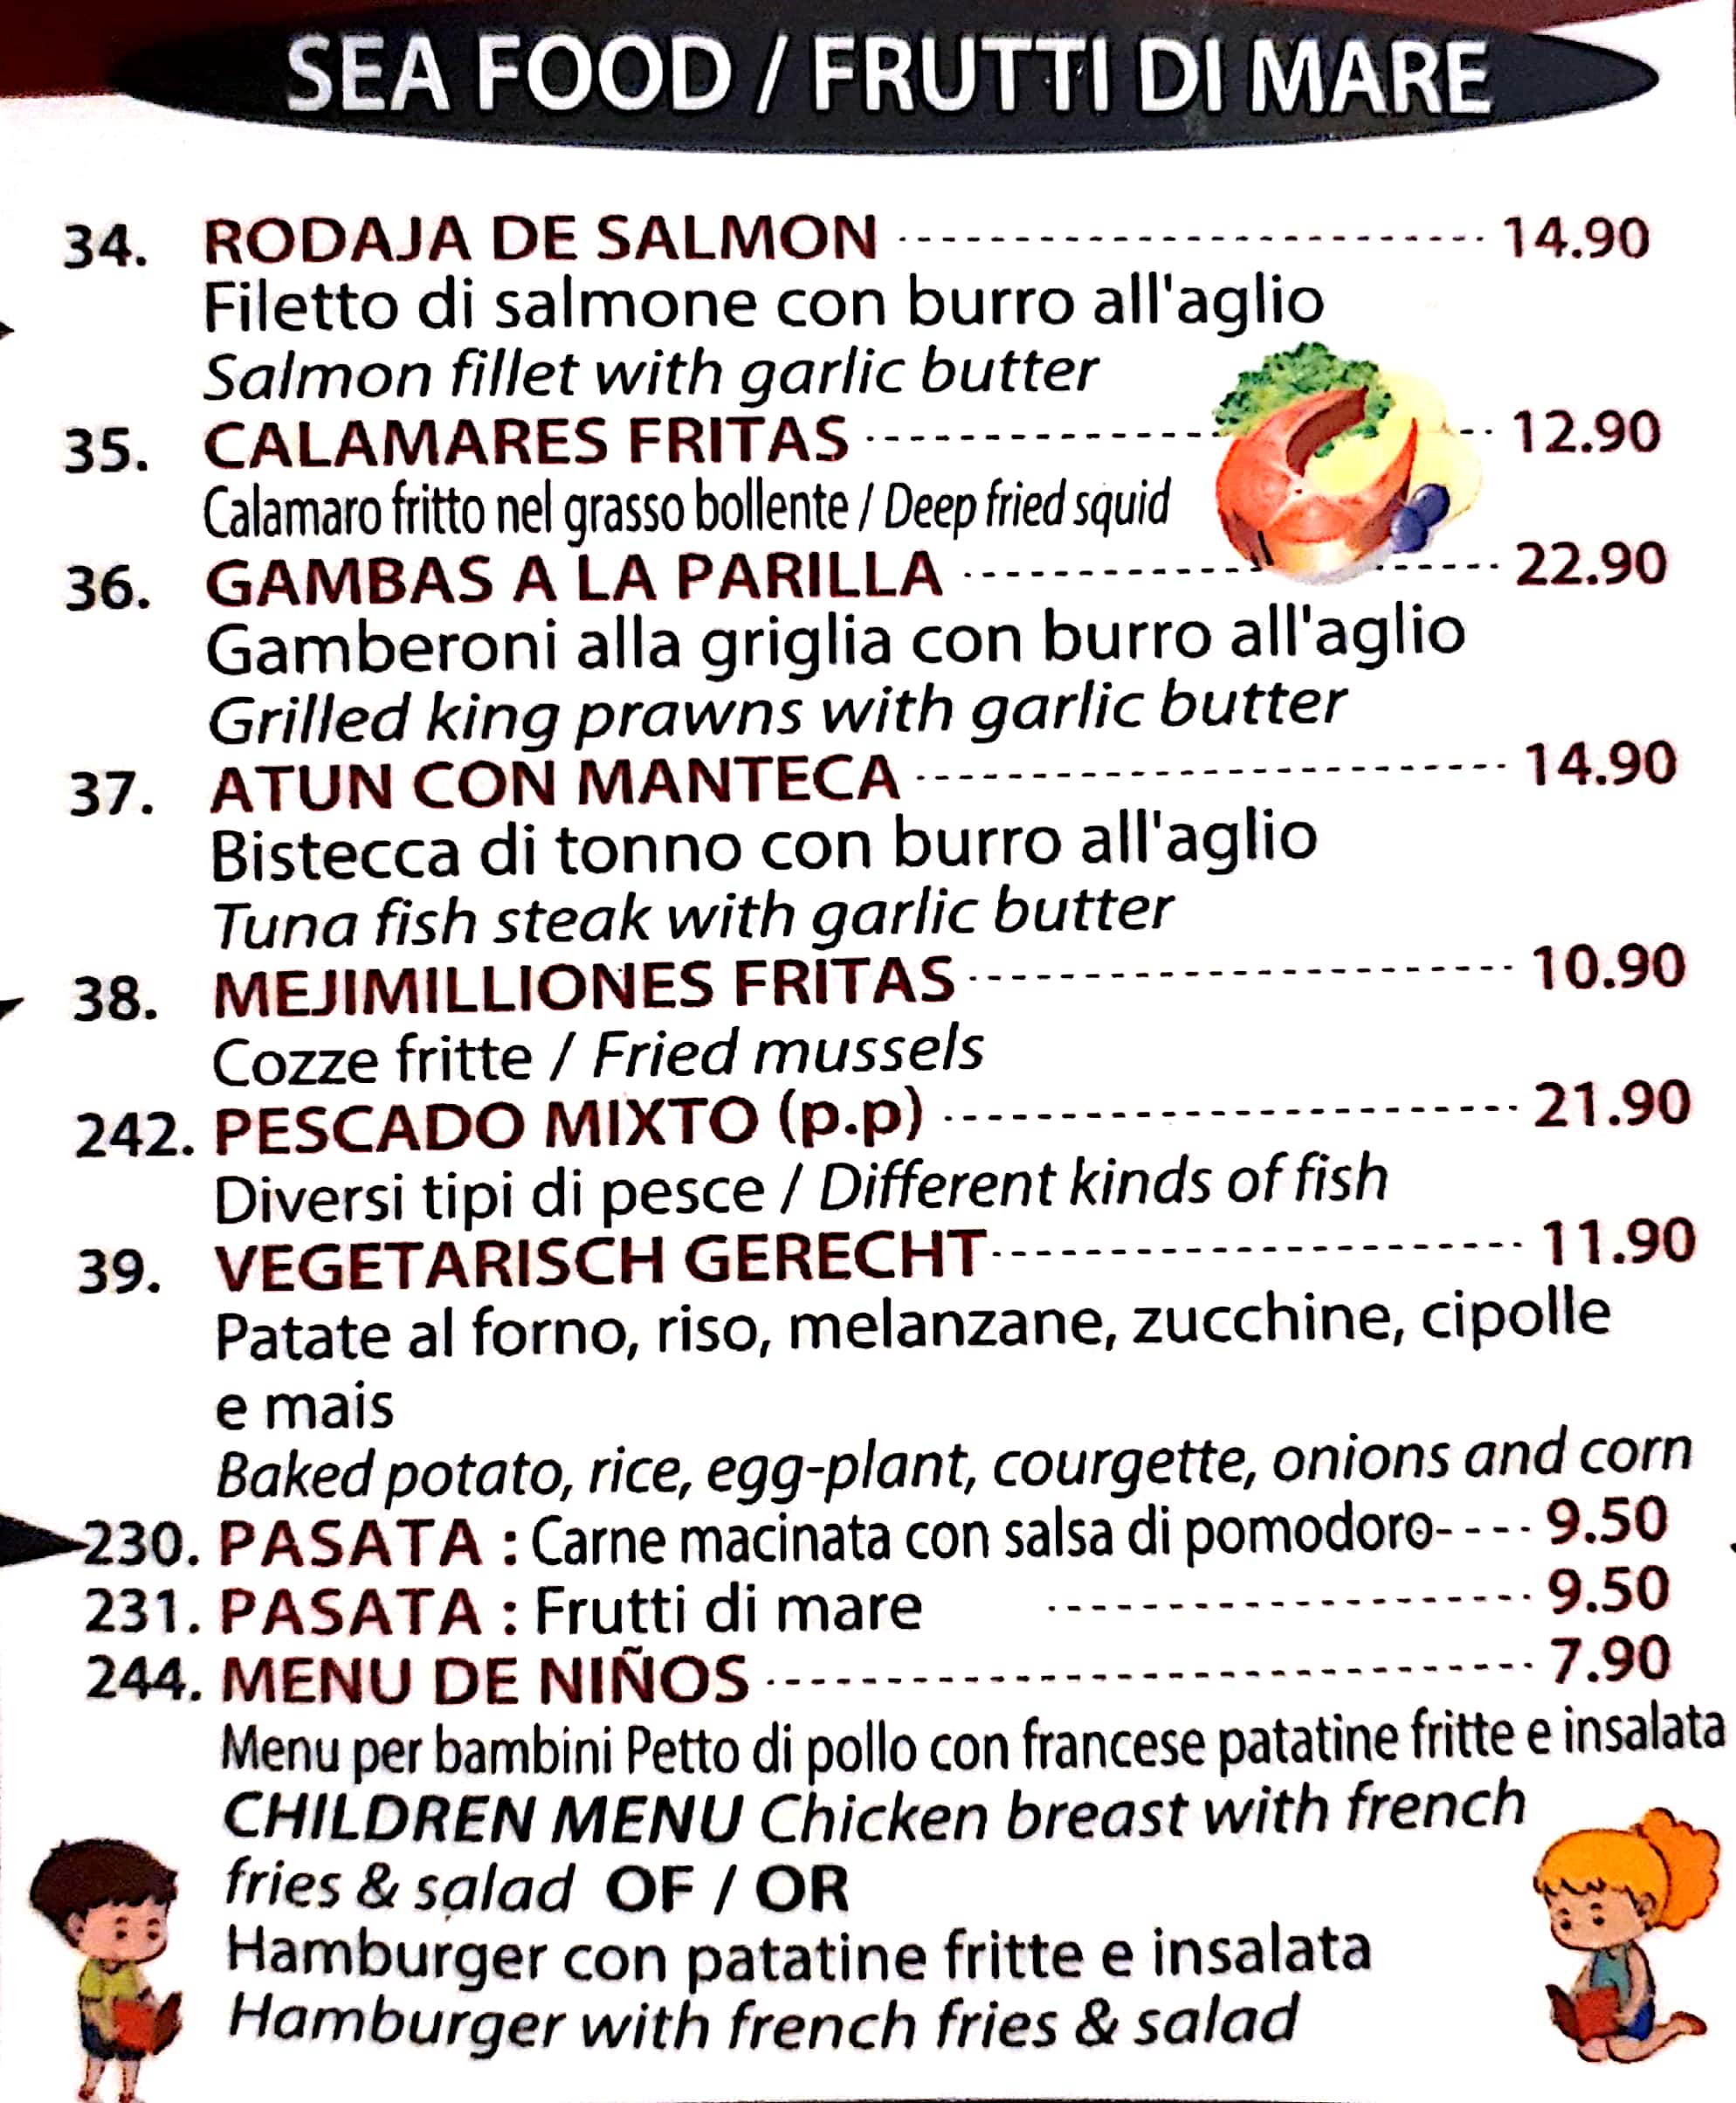 SEA FOOD / FRUTTI DI MARE
34. RODAJA DE SALMON ---------------------------- 14.90
Filetto di salmone con burro all'aglio
Salmon fillet with garlic butter
35. CALAMARES FRITAS ------------------ 12.90
Calamaro fritto nel grasso bollente / Deep fried squid
36. GAMBAS A LA PARILLA ---------------------- 22.90
Gamberoni alla griglia con burro all'aglio
Grilled king prawns with garlic butter
37. ATUN CON MANTECA ---------------------------- 14.90
Bistecca di tonno con burro all'aglio
Tuna fish steak with garlic butter
38. MEJIMILLIONES FRITAS -------------------------- 10.90
Cozze fritte / Fried mussels
242. PESCADO MIXTO (p.p) --------------------------- 21.90
Diversi tipi di pesce / Different kinds of fish
39. VEGETARISCH GERECHT ------------------------- 11.90
Patate al forno, riso, melanzane, zucchine, cipolle
e mais
Baked potato, rice, egg-plant, courgette, onions and corn
230. PASATA : Carne macinata con salsa di pomodoro---- 9.50
231. PASATA : Frutti di mare ----------------------- 9.50
244. MENU DE NIÑOS ------------------------------------ 7.90
Menu per bambini Petto di pollo con francese patatine fritte e insalata
CHILDREN MENU Chicken breast with french
fries & salad OF / OR
Hamburger con patatine fritte e insalata
Hamburger with french fries & salad